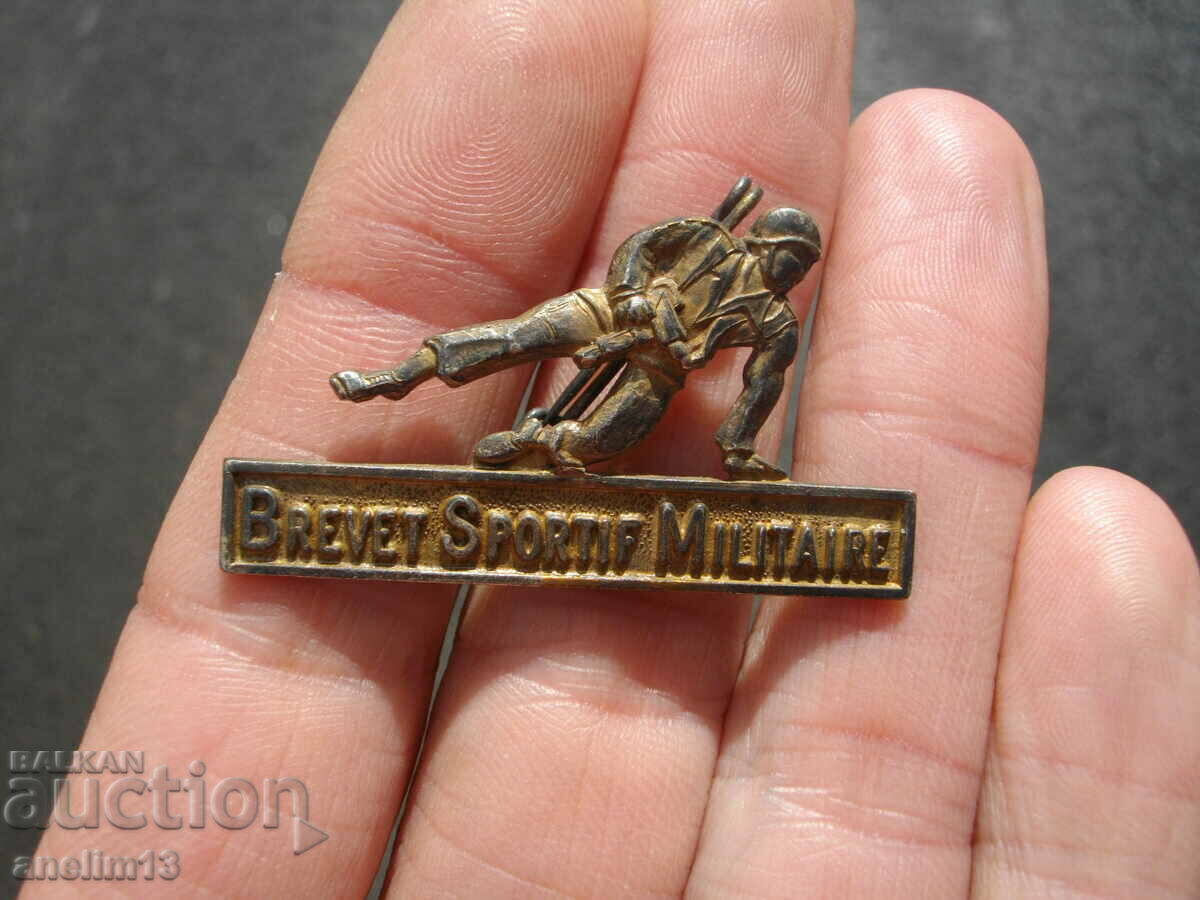 BREVET SPORTIF MILITAIRE
BALKAN
auction
anelim13